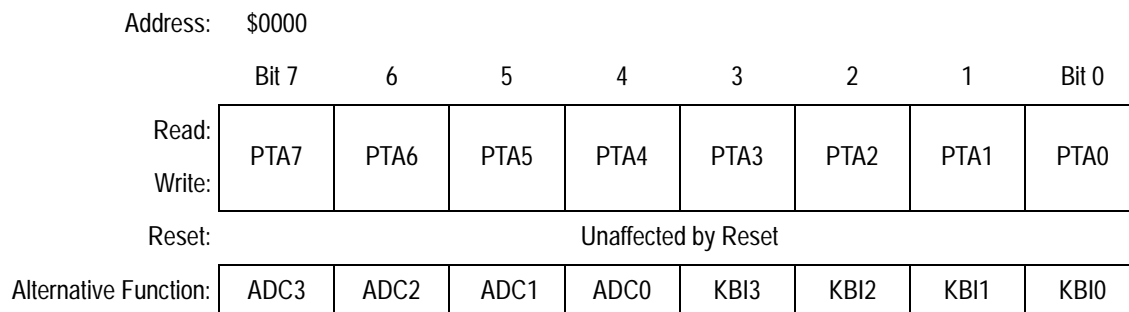 Address: $0000
Bit 7 6 5 4 3 2 1 Bit 0
Read:
PTA7 PTA6 PTA5 PTA4 PTA3 PTA2 PTA1 PTA0
Write:
Reset: Unaffected by Reset
Alternative Function: ADC3 ADC2 ADC1 ADC0 KBI3 KBI2 KBI1 KBI0